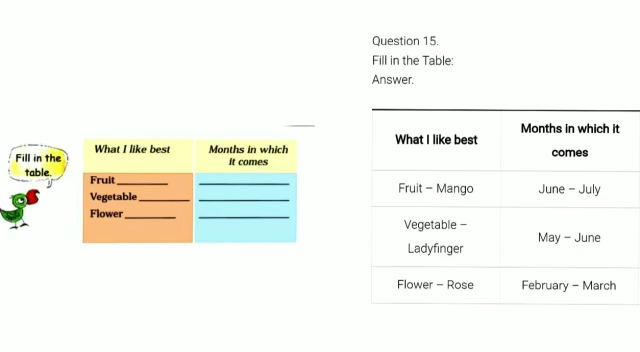 Question 15.
Fill in the Table:
Answer.
Fill in the
table.
What I like best
Months in which
it comes
Fruit
Vegetable
Flower
What I like best
Months in which it
comes
Fruit – Mango
June – July
Vegetable –
Ladyfinger
May – June
Flower – Rose
February – March